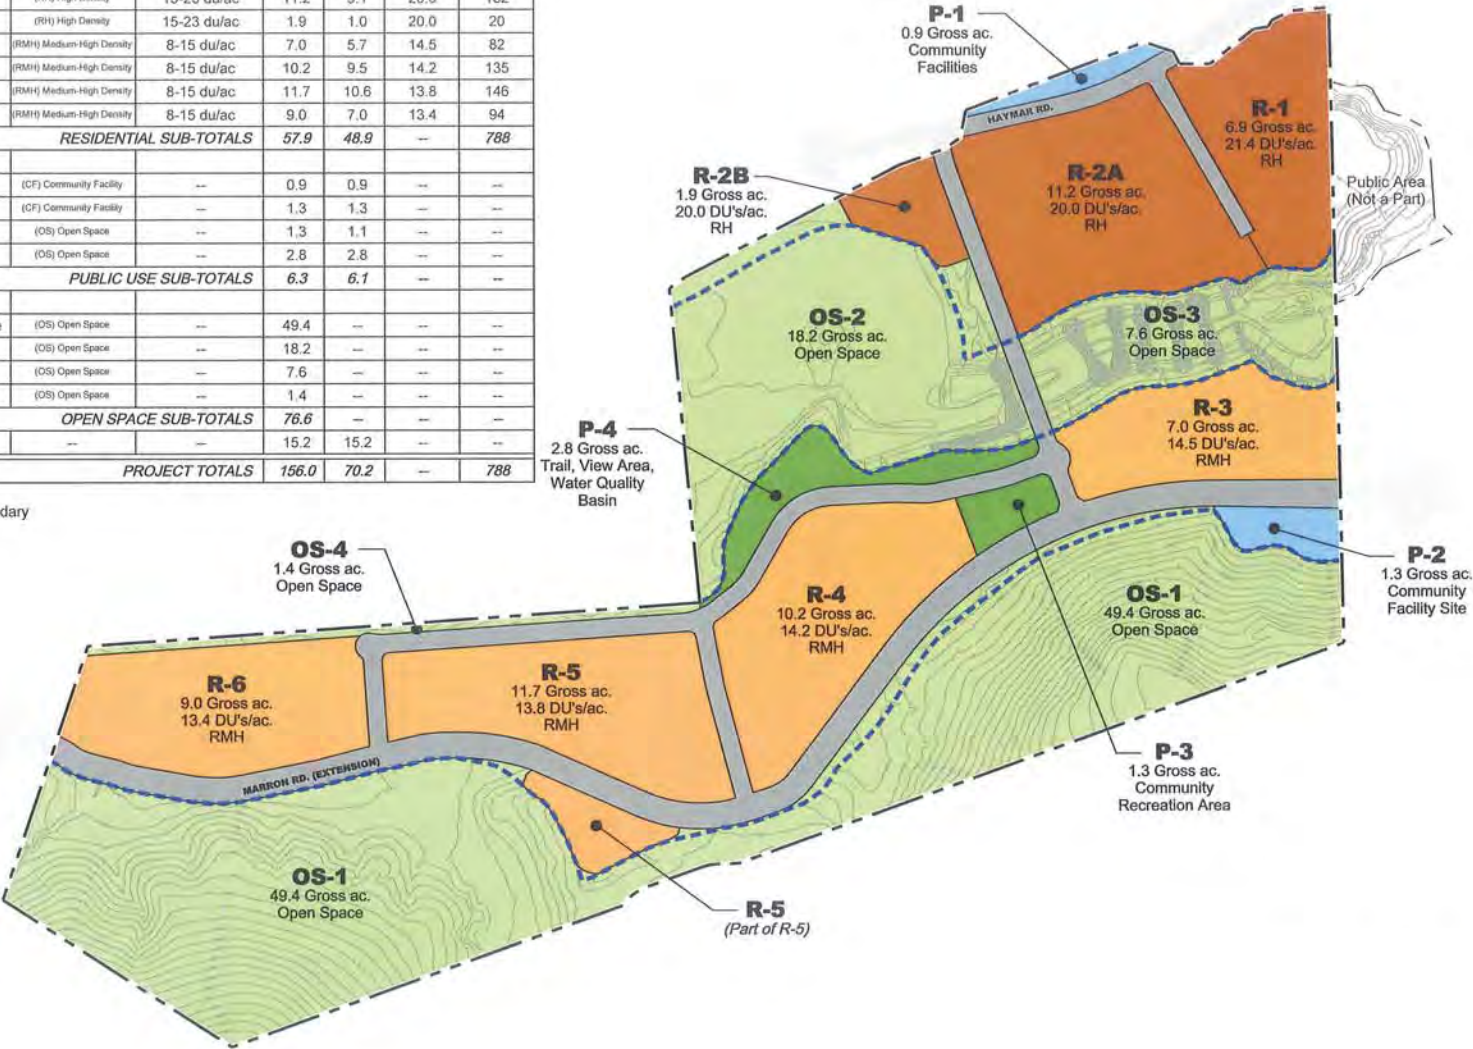 (RH) High Density 1.9 1.0 20.0 20
15-23 du/ac
(RMH) Medium-High Density 8-15 du/ac 7.0 5.7 14.5 82
(RMH) Medium-High Density 8-15 du/ac 10.2 9.5 14.2 135
(RMH) Medium-High Density 8-15 du/ac 11.7 10.6 13.8 146
(RMH) Medium-High Density 8-15 du/ac 9.0 7.0 13.4 94
RESIDENTIAL SUB-TOTALS 57.9 48.9 -- 788
(CF) Community Facility -- 0.9 0.9 -- --
(CF) Community Facility -- 1.3 1.3 -- --
(OS) Open Space -- 1.3 1.1 -- --
(OS) Open Space -- 2.8 2.8 -- --
PUBLIC USE SUB-TOTALS 6.3 6.1 -- --
(OS) Open Space -- 49.4 -- -- --
(OS) Open Space -- 18.2 -- -- --
(OS) Open Space -- 7.6 -- -- --
(OS) Open Space -- 1.4 -- -- --
OPEN SPACE SUB-TOTALS 76.6 -- -- --
-- -- 15.2 15.2 -- --
PROJECT TOTALS 156.0 70.2 -- 788
dary
P-1
0.9 Gross ac.
Community
Facilities
HAYMAR RD.
R-1
6.9 Gross ac.
21.4 DU's/ac.
RH
R-2A
11.2 Gross ac.
20.0 DU's/ac.
RH
R-2B
1.9 Gross ac.
20.0 DU's/ac.
RH
Public Area
(Not a Part)
OS-2
18.2 Gross ac.
Open Space
OS-3
7.6 Gross ac.
Open Space
R-3
7.0 Gross ac.
14.5 DU's/ac.
RMH
P-4
2.8 Gross ac.
Trail, View Area,
Water Quality
Basin
P-2
1.3 Gross ac.
Community
Facility Site
OS-4
1.4 Gross ac.
Open Space
R-4
10.2 Gross ac.
14.2 DU's/ac.
RMH
OS-1
49.4 Gross ac.
Open Space
R-6
9.0 Gross ac.
13.4 DU's/ac.
RMH
R-5
11.7 Gross ac.
13.8 DU's/ac.
RMH
P-3
1.3 Gross ac.
Community
Recreation Area
MARRON RD. (EXTENSION)
OS-1
49.4 Gross ac.
Open Space
R-5
(Part of R-5)